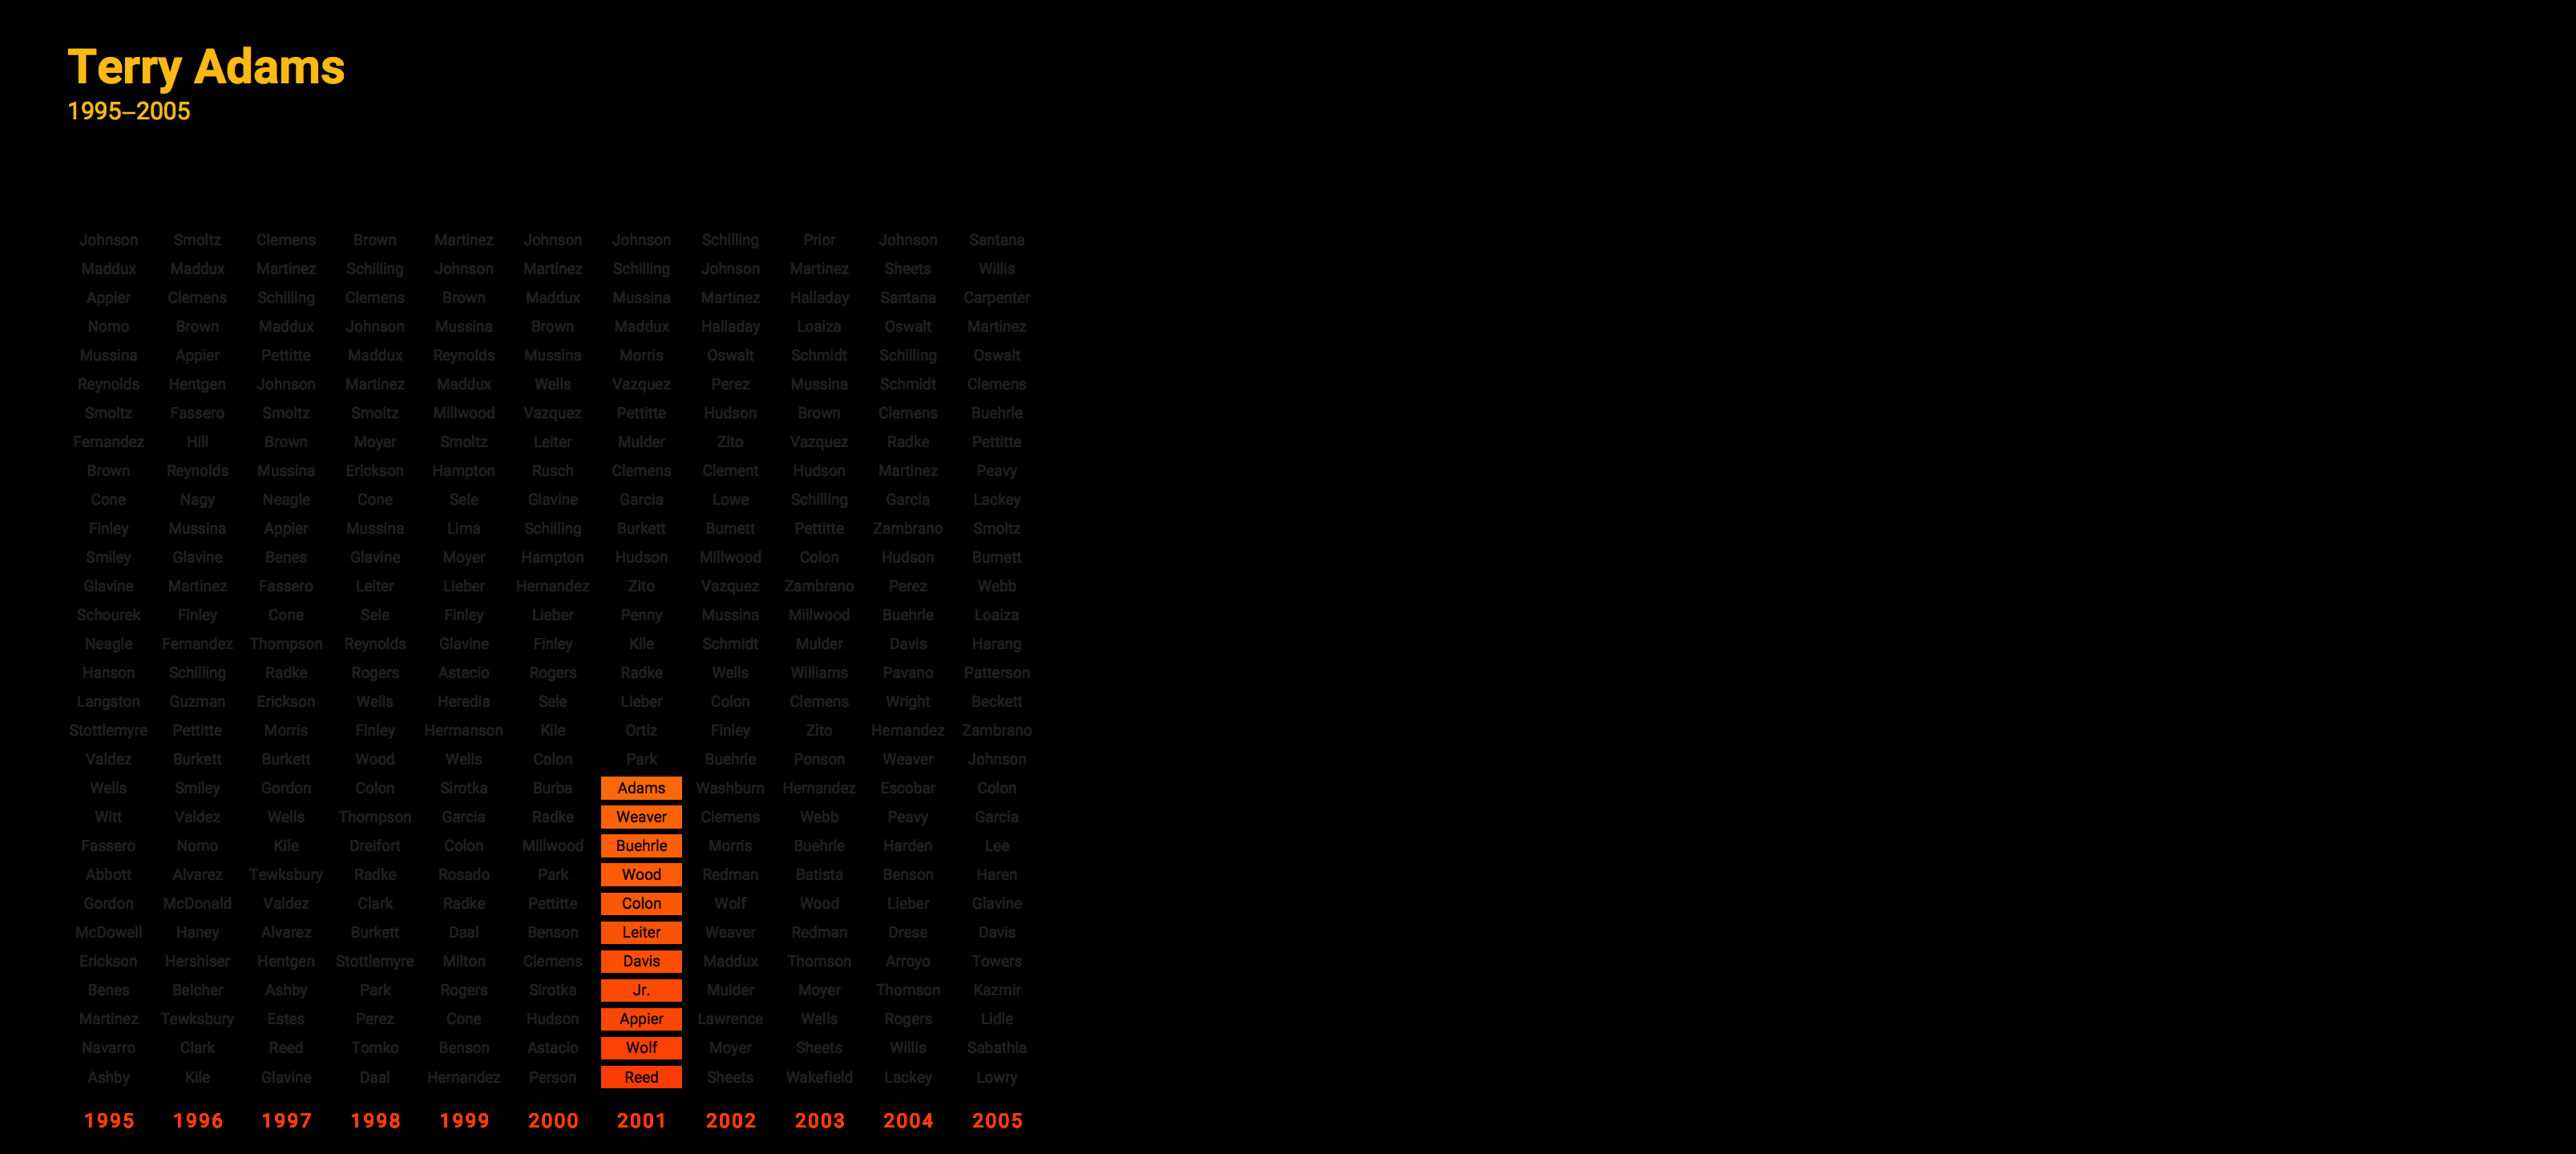 Terry Adams
1995–2005
Johnson Smoltz Clemens Brown Martinez Johnson Johnson Schilling Prior Johnson Santana
Maddux Maddux Martinez Schilling Johnson Martinez Schilling Johnson Martinez Sheets Willis
Appier Clemens Schilling Clemens Brown Maddux Mussina Martinez Halladay Santana Carpenter
Nomo Brown Maddux Johnson Mussina Brown Maddux Halladay Loaiza Oswalt Martinez
Mussina Appier Pettitte Maddux Reynolds Mussina Morris Oswalt Schmidt Schilling Oswalt
Reynolds Hentgen Johnson Martinez Maddux Wells Vazquez Perez Mussina Schmidt Clemens
Smoltz Fassero Smoltz Smoltz Millwood Vazquez Pettitte Hudson Brown Clemens Buehrle
Fernandez Hill Brown Moyer Smoltz Leiter Mulder Zito Vazquez Radke Pettitte
Brown Reynolds Mussina Erickson Hampton Rusch Clemens Clement Hudson Martinez Peavy
Cone Nagy Neagle Cone Sele Glavine Garcia Lowe Schilling Garcia Lackey
Finley Mussina Appier Mussina Lima Schilling Burkett Burnett Pettitte Zambrano Smoltz
Smiley Glavine Benes Glavine Moyer Hampton Hudson Millwood Colon Hudson Burnett
Glavine Martinez Fassero Leiter Lieber Hernandez Zito Vazquez Zambrano Perez Webb
Schourek Finley Cone Sele Finley Lieber Penny Mussina Millwood Buehrle Loaiza
Neagle Fernandez Thompson Reynolds Glavine Finley Kile Schmidt Mulder Davis Harang
Hanson Schilling Radke Rogers Astacio Rogers Radke Wells Williams Pavano Patterson
Langston Guzman Erickson Wells Heredia Sele Lieber Colon Clemens Wright Beckett
Stottlemyre Pettitte Morris Finley Hermanson Kile Ortiz Finley Zito Hernandez Zambrano
Valdez Burkett Burkett Wood Wells Colon Park Buehrle Ponson Weaver Johnson
Wells Smiley Gordon Colon Sirotka Burba Adams Washburn Hernandez Escobar Colon
Witt Valdez Wells Thompson Garcia Radke Weaver Clemens Webb Peavy Garcia
Fassero Nomo Kile Dreifort Colon Millwood Buehrle Morris Buehrle Harden Lee
Abbott Alvarez Tewksbury Radke Rosado Park Wood Redman Batista Benson Haren
Gordon McDonald Valdez Clark Radke Pettitte Colon Wolf Wood Lieber Glavine
McDowell Haney Alvarez Burkett Daal Benson Leiter Weaver Redman Drese Davis
Erickson Hershiser Hentgen Stottlemyre Milton Clemens Davis Maddux Thomson Arroyo Towers
Benes Belcher Ashby Park Rogers Sirotka Jr. Mulder Moyer Thomson Kazmir
Martinez Tewksbury Estes Perez Cone Hudson Appier Lawrence Wells Rogers Lidle
Navarro Clark Reed Tomko Benson Astacio Wolf Moyer Sheets Willis Sabathia
Ashby Kile Glavine Daal Hernandez Person Reed Sheets Wakefield Lackey Lowry
1995 1996 1997 1998 1999 2000 2001 2002 2003 2004 2005